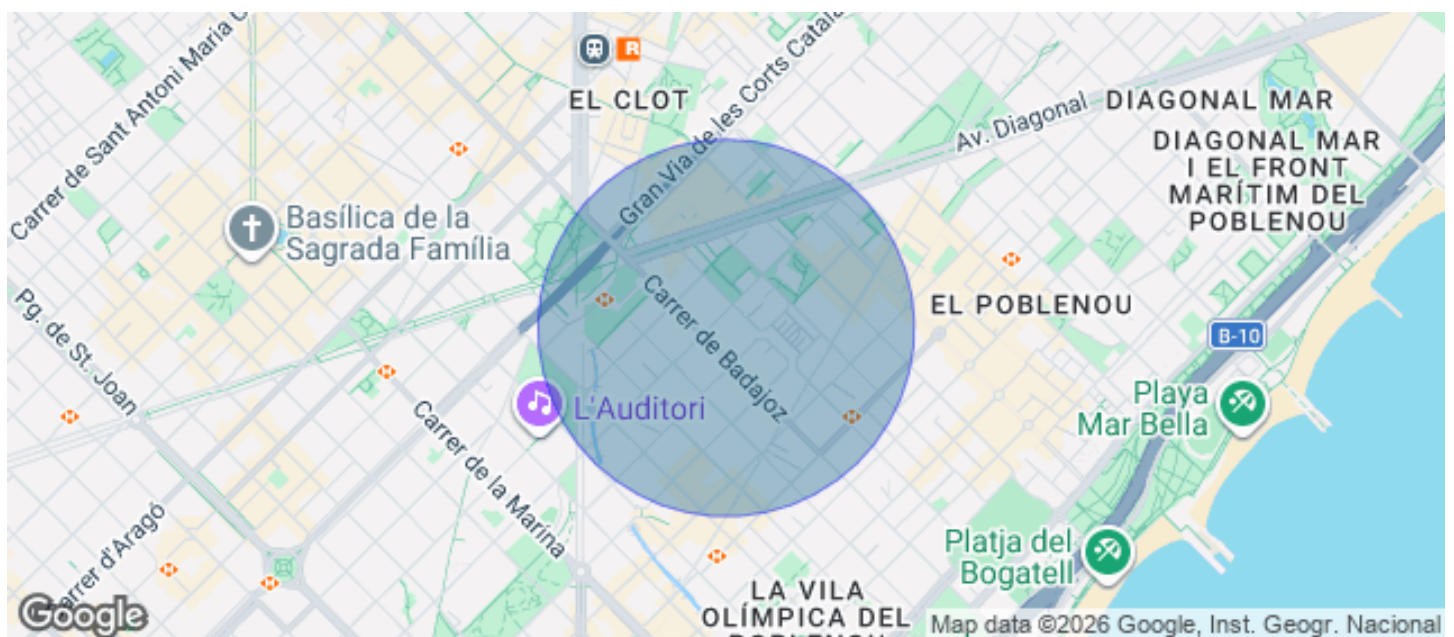 Carrer de Sant Antoni Maria C
R
EL CLOT
Gran Via de les Corts Catala
Av. Diagonal
DIAGONAL MAR
DIAGONAL MAR
I EL FRONT
MARÍTIM DEL
POBLENOU
Basílica de la
Sagrada Família
Carrer de Badajoz
EL POBLENOU
B-10
Pg. de St. Joan
L'Auditori
Playa
Mar Bella
Carrer de la Marina
Carrer d'Aragó
Platja del
Bogatell
LA VILA
OLÍMPICA DEL
POBLENOU
Google
Map data ©2026 Google, Inst. Geogr. Nacional